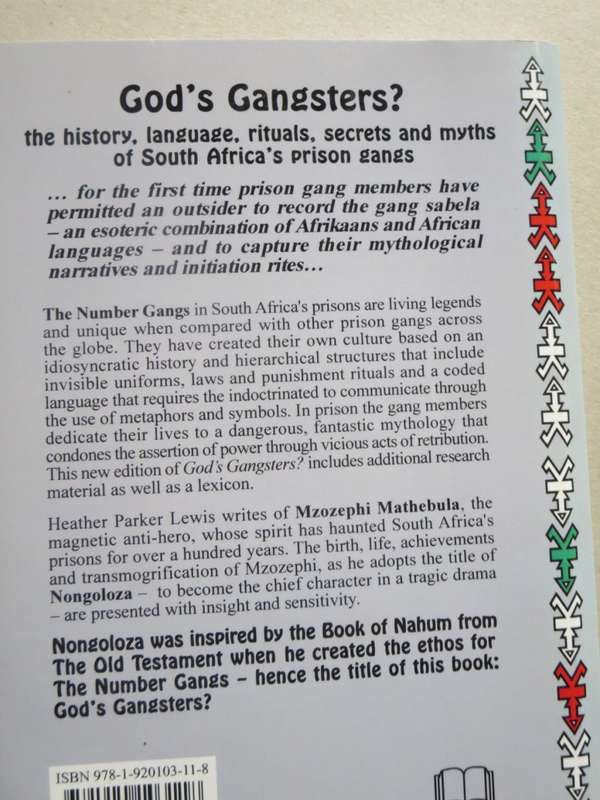 God's Gangsters?
the history, language, rituals, secrets and myths
of South Africa's prison gangs
... for the first time prison gang members have
permitted an outsider to record the gang sabela
– an esoteric combination of Afrikaans and African
languages – and to capture their mythological
narratives and initiation rites...
The Number Gangs in South Africa's prisons are living legends
and unique when compared with other prison gangs across
the globe. They have created their own culture based on an
idiosyncratic history and hierarchical structures that include
invisible uniforms, laws and punishment rituals and a coded
language that requires the indoctrinated to communicate through
the use of metaphors and symbols. In prison the gang members
dedicate their lives to a dangerous, fantastic mythology that
condones the assertion of power through vicious acts of retribution.
This new edition of God's Gangsters? includes additional research
material as well as a lexicon.
Heather Parker Lewis writes of Mzozephi Mathebula, the
magnetic anti-hero, whose spirit has haunted South Africa's
prisons for over a hundred years. The birth, life, achievements
and transmogrification of Mzozephi, as he adopts the title of
Nongoloza – to become the chief character in a tragic drama
– are presented with insight and sensitivity.
Nongoloza was inspired by the Book of Nahum from
The Old Testament when he created the ethos for
The Number Gangs – hence the title of this book:
God's Gangsters?
ISBN 978-1-920103-11-8